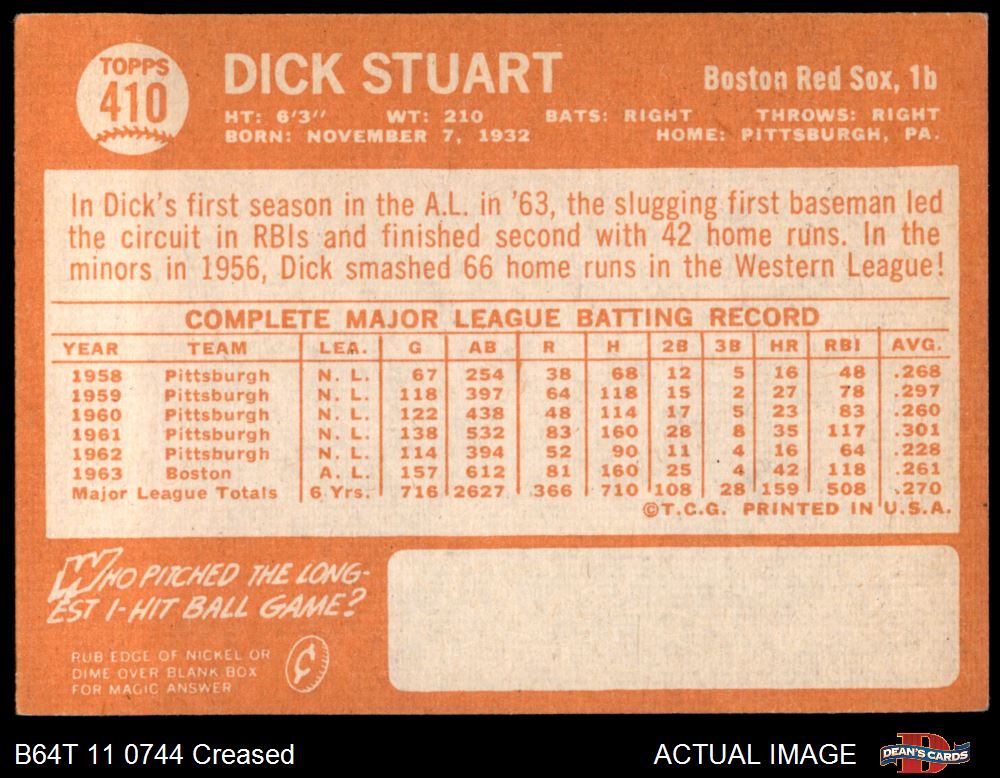 TOPPS
410
DICK STUART
Boston Red Sox, 1b
HT: 6'3" WT: 210 BATS: RIGHT THROWS: RIGHT
BORN: NOVEMBER 7, 1932 HOME: PITTSBURGH, PA.
In Dick's first season in the A.L. in '63, the slugging first baseman led
the circuit in RBIs and finished second with 42 home runs. In the
minors in 1956, Dick smashed 66 home runs in the Western League!
COMPLETE MAJOR LEAGUE BATTING RECORD
YEAR TEAM LEA. G AB R H 2B 3B HR RBI AVG.
1958 Pittsburgh N. L. 67 254 38 68 12 5 16 48 .268
1959 Pittsburgh N. L. 118 397 64 118 15 2 27 78 .297
1960 Pittsburgh N. L. 122 438 48 114 17 5 23 83 .260
1961 Pittsburgh N. L. 138 532 83 160 28 8 35 117 .301
1962 Pittsburgh N. L. 114 394 52 90 11 4 16 64 .228
1963 Boston A. L. 157 612 81 160 25 4 42 118 .261
Major League Totals 6 Yrs. 716 2627 366 710 108 28 159 508 .270
©T.C.G. PRINTED IN U.S.A.
WHO PITCHED THE LONG-
EST 1-HIT BALL GAME?
RUB EDGE OF NICKEL OR
DIME OVER BLANK BOX
FOR MAGIC ANSWER
¢
B64T 11 0744 Creased
ACTUAL IMAGE
DEAN'S CARDS